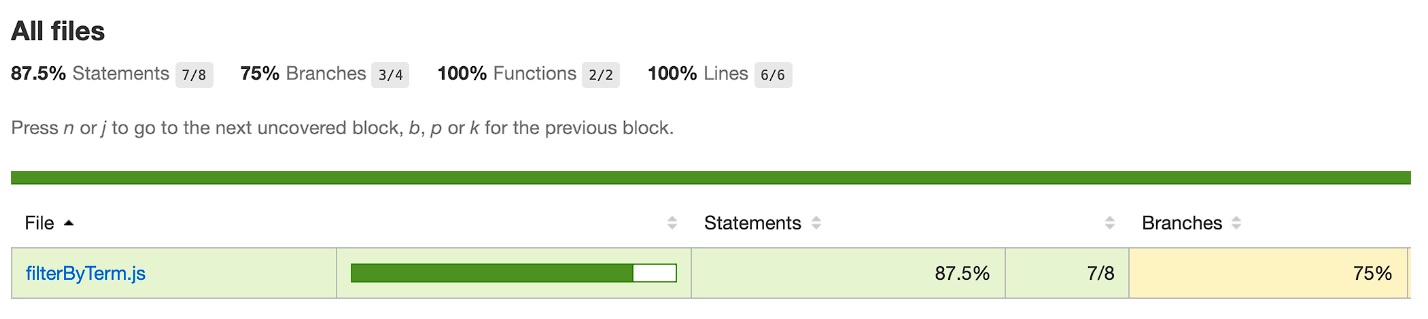 All files
87.5% Statements 7/8 75% Branches 3/4 100% Functions 2/2 100% Lines 6/6
Press n or j to go to the next uncovered block, b, p or k for the previous block.
File Statements Branches
filterByTerm.js 87.5% 7/8 75%